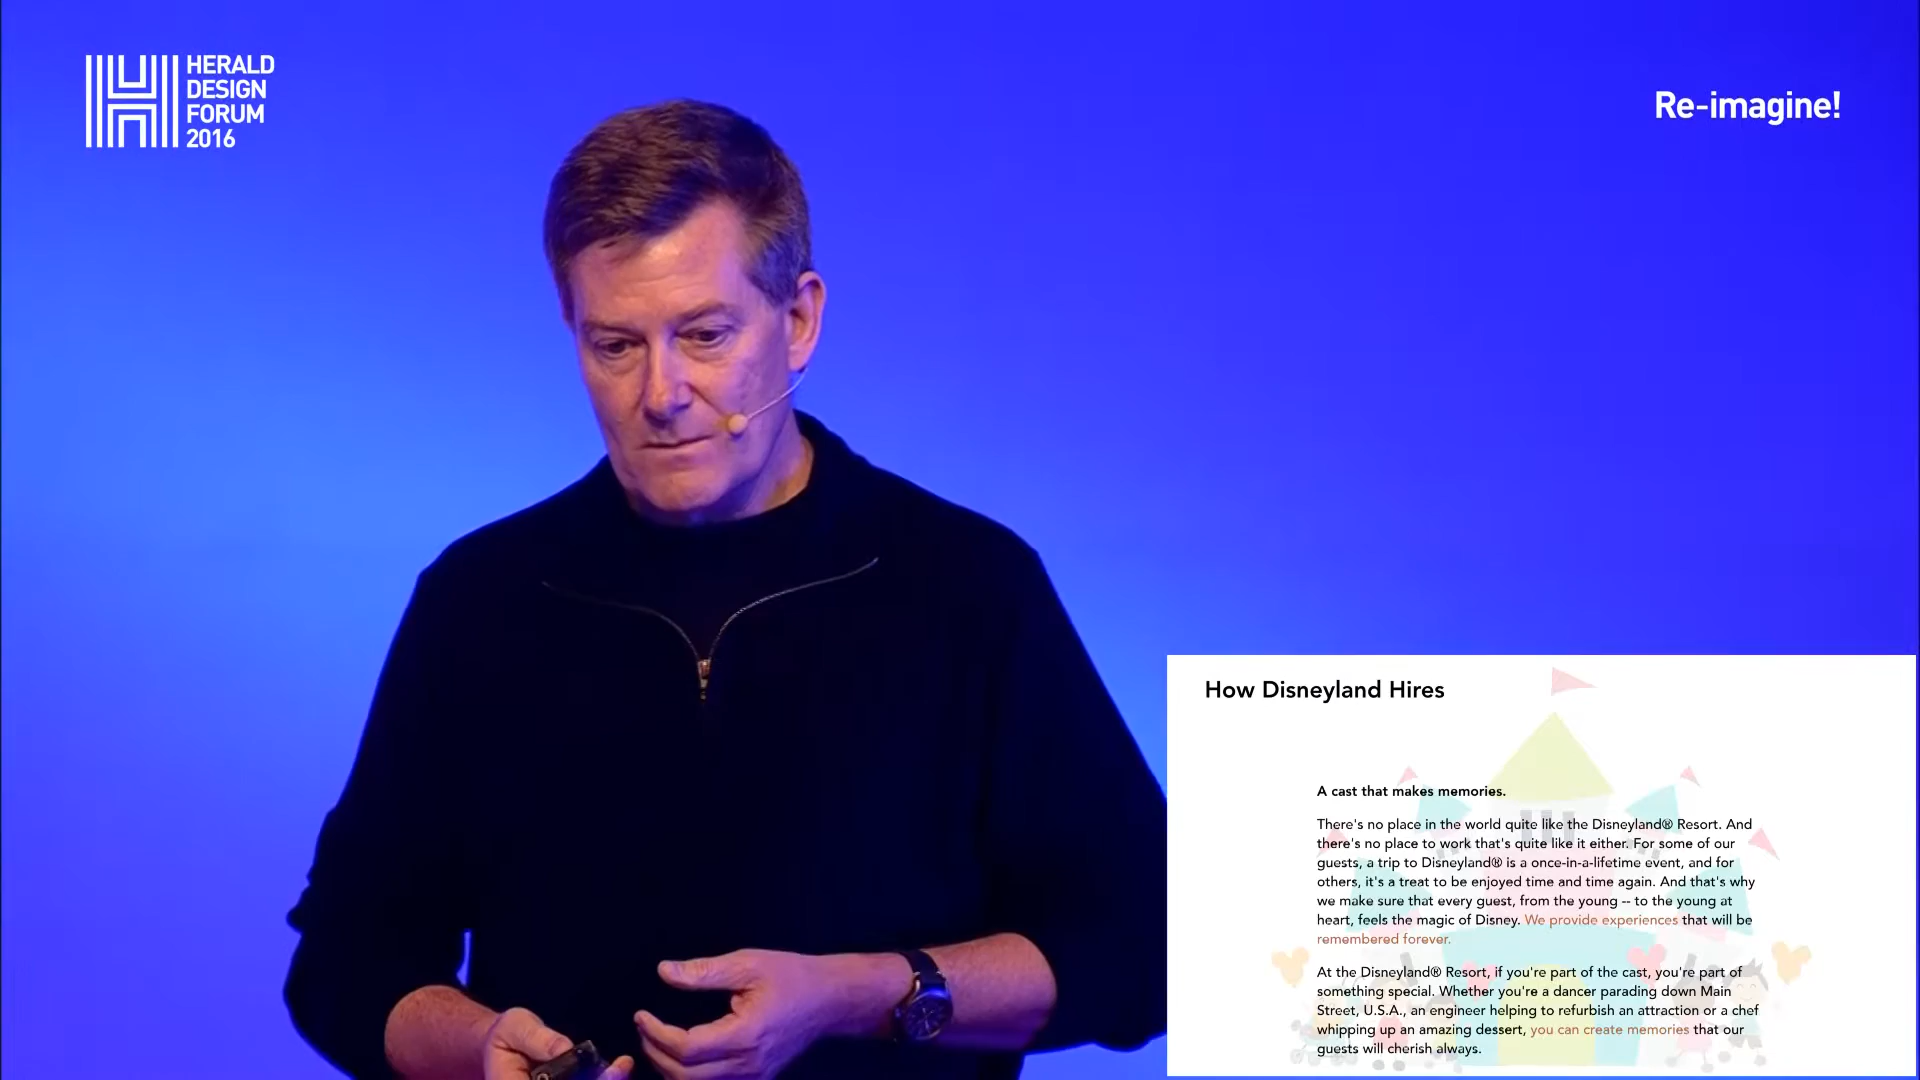 HERALD
DESIGN
FORUM
2016
Re-imagine!
How Disneyland Hires
A cast that makes memories.
There's no place in the world quite like the Disneyland® Resort. And
there's no place to work that's quite like it either. For some of our
guests, a trip to Disneyland® is a once-in-a-lifetime event, and for
others, it's a treat to be enjoyed time and time again. And that's why
we make sure that every guest, from the young -- to the young at
heart, feels the magic of Disney. We provide experiences that will be
remembered forever.
At the Disneyland® Resort, if you're part of the cast, you're part of
something special. Whether you're a dancer parading down Main
Street, U.S.A., an engineer helping to refurbish an attraction or a chef
whipping up an amazing dessert, you can create memories that our
guests will cherish always.